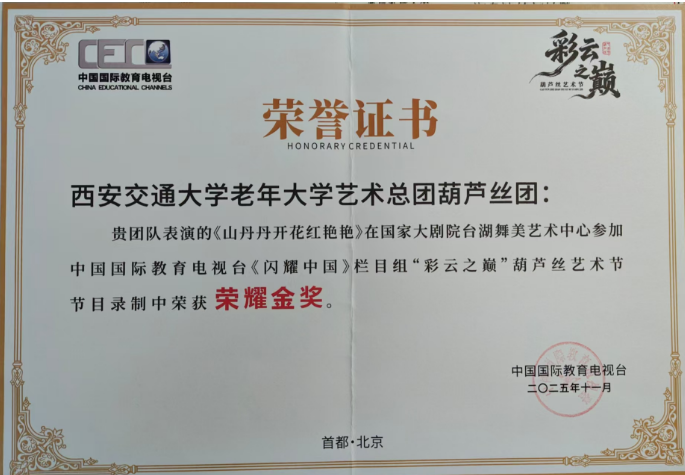 CETC
中国国际教育电视台
CHINA EDUCATIONAL CHANNELS
彩云之巅
葫芦丝艺术节
荣誉证书
HONORARY CREDENTIAL
西安交通大学老年大学艺术总团葫芦丝团：
贵团队表演的《山丹丹开花红艳艳》在国家大剧院台湖舞美艺术中心参加
中国国际教育电视台《闪耀中国》栏目组“彩云之巅”葫芦丝艺术节
节目录制中荣获 荣耀金奖。
中国国际教育电视台
二〇二五年十一月
首都·北京